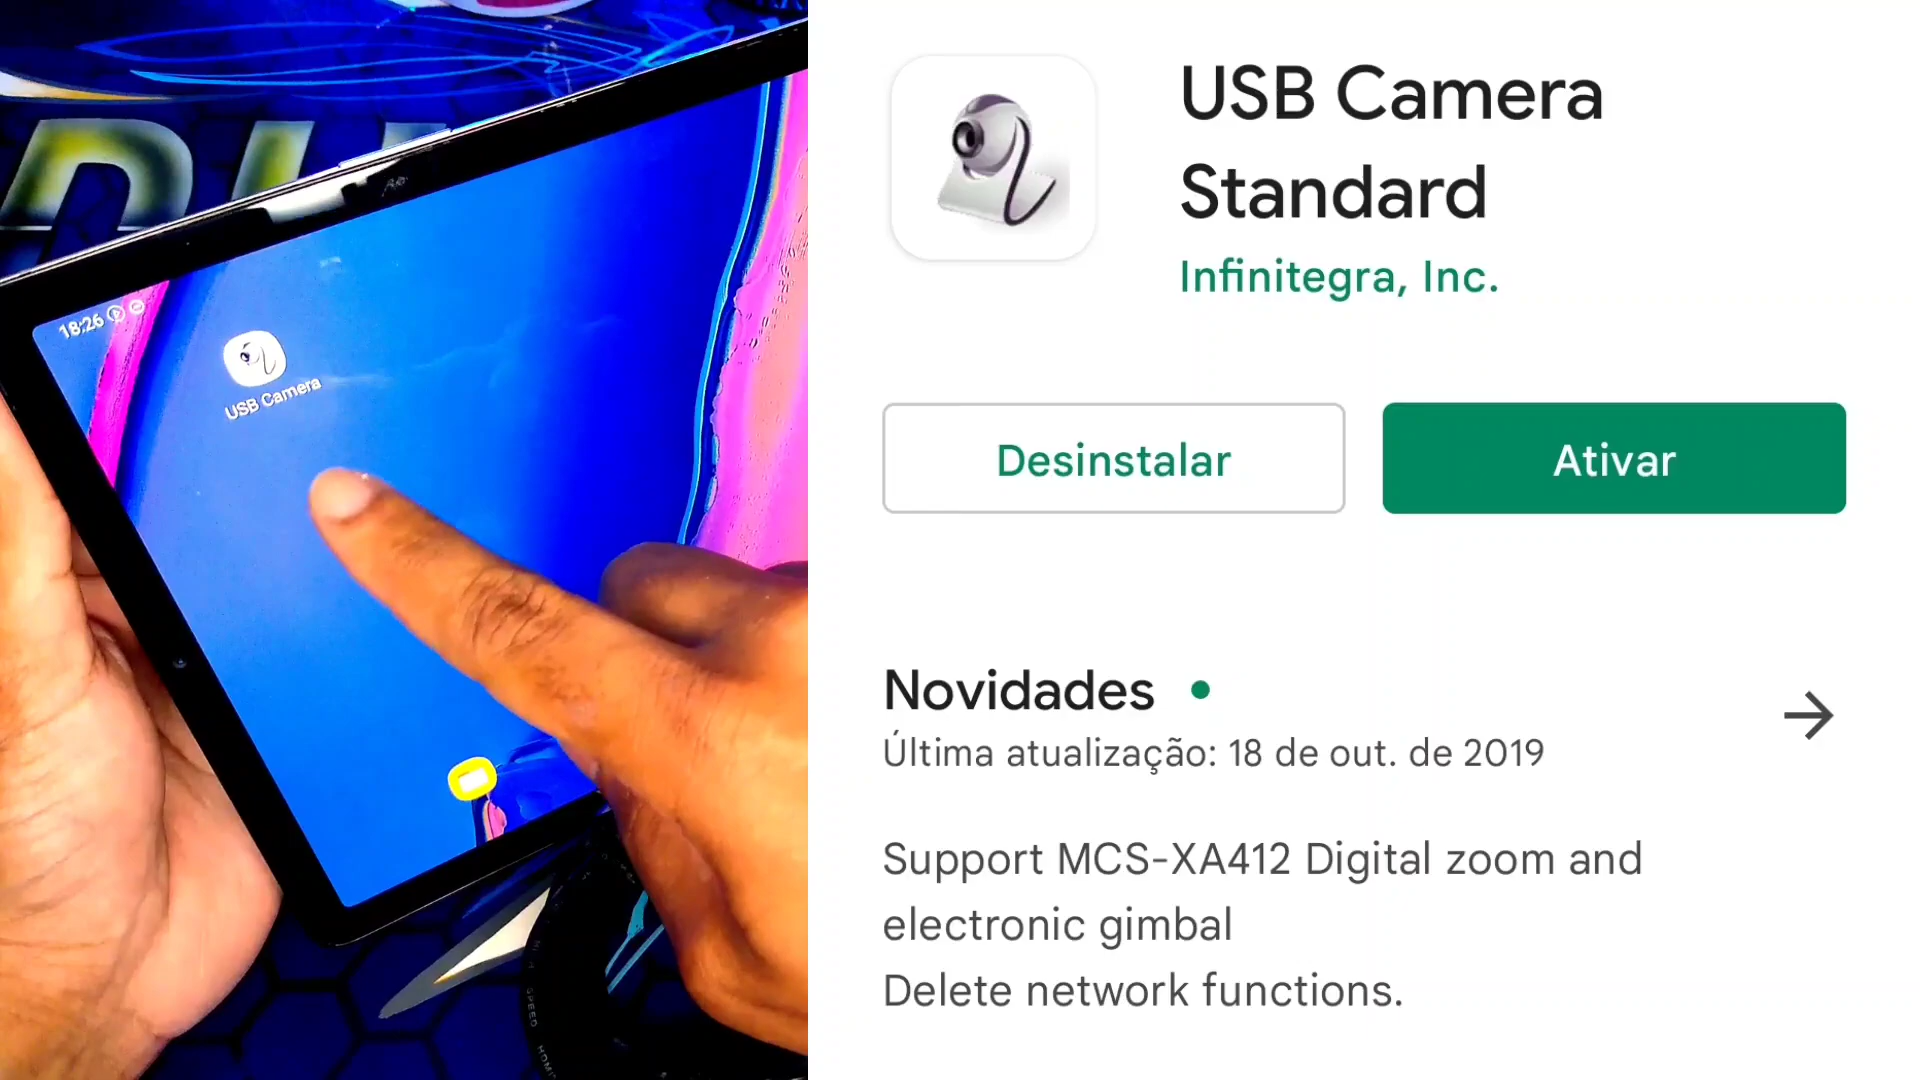 18:26
USB Camera
USB Camera
Standard
Infinitegra, Inc.
Desinstalar
Ativar
Novidades
Última atualização: 18 de out. de 2019
Support MCS-XA412 Digital zoom and
electronic gimbal
Delete network functions.